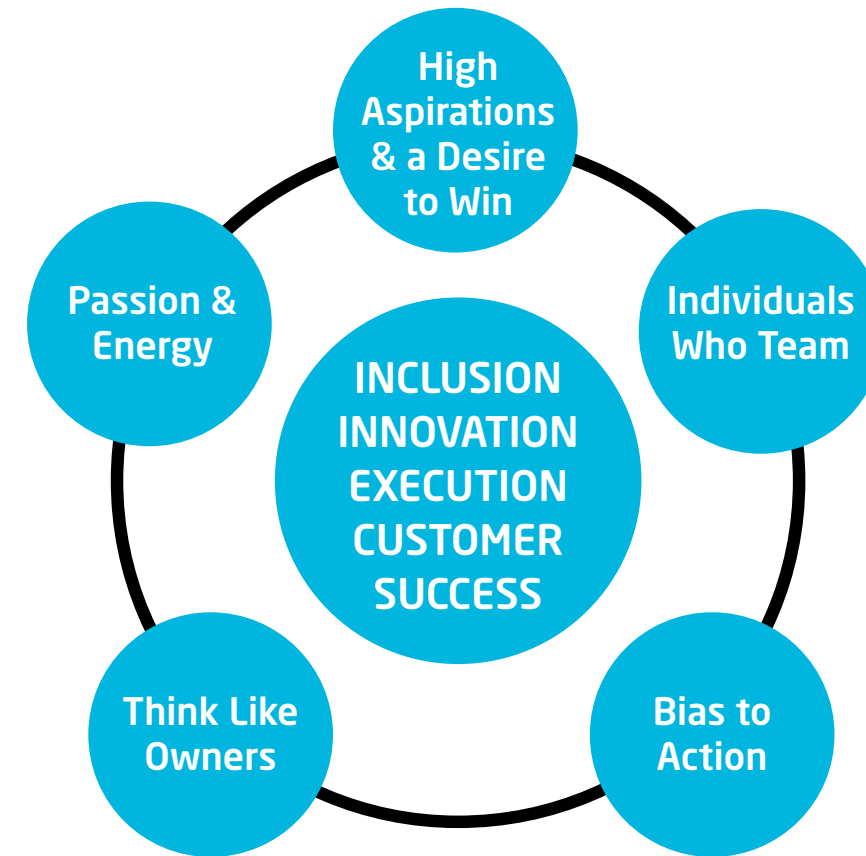 High
Aspirations
& a Desire
to Win
Passion &
Energy
Individuals
Who Team
INCLUSION
INNOVATION
EXECUTION
CUSTOMER
SUCCESS
Think Like
Owners
Bias to
Action